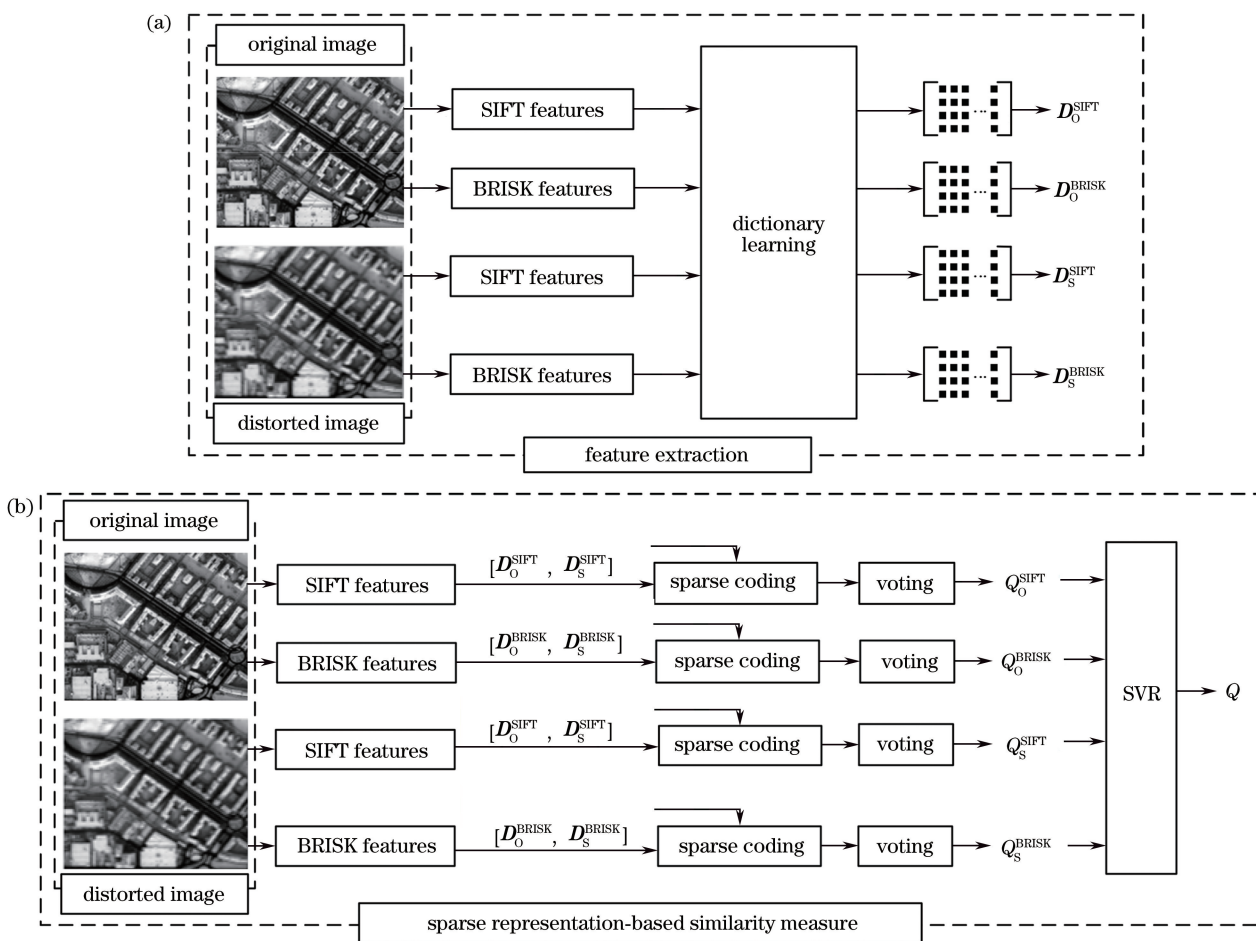 (a)
original image
SIFT features
BRISK features
SIFT features
BRISK features
distorted image
dictionary
learning
...
D_O^SIFT
...
D_O^BRISK
...
D_S^SIFT
...
D_S^BRISK
feature extraction
(b)
original image
SIFT features
[D_O^SIFT , D_S^SIFT]
sparse coding
voting
Q_O^SIFT
BRISK features
[D_O^BRISK, D_S^BRISK]
sparse coding
voting
Q_O^BRISK
SIFT features
[D_O^SIFT , D_S^SIFT]
sparse coding
voting
Q_S^SIFT
BRISK features
[D_O^BRISK, D_S^BRISK]
sparse coding
voting
Q_S^BRISK
SVR
Q
distorted image
sparse representation-based similarity measure